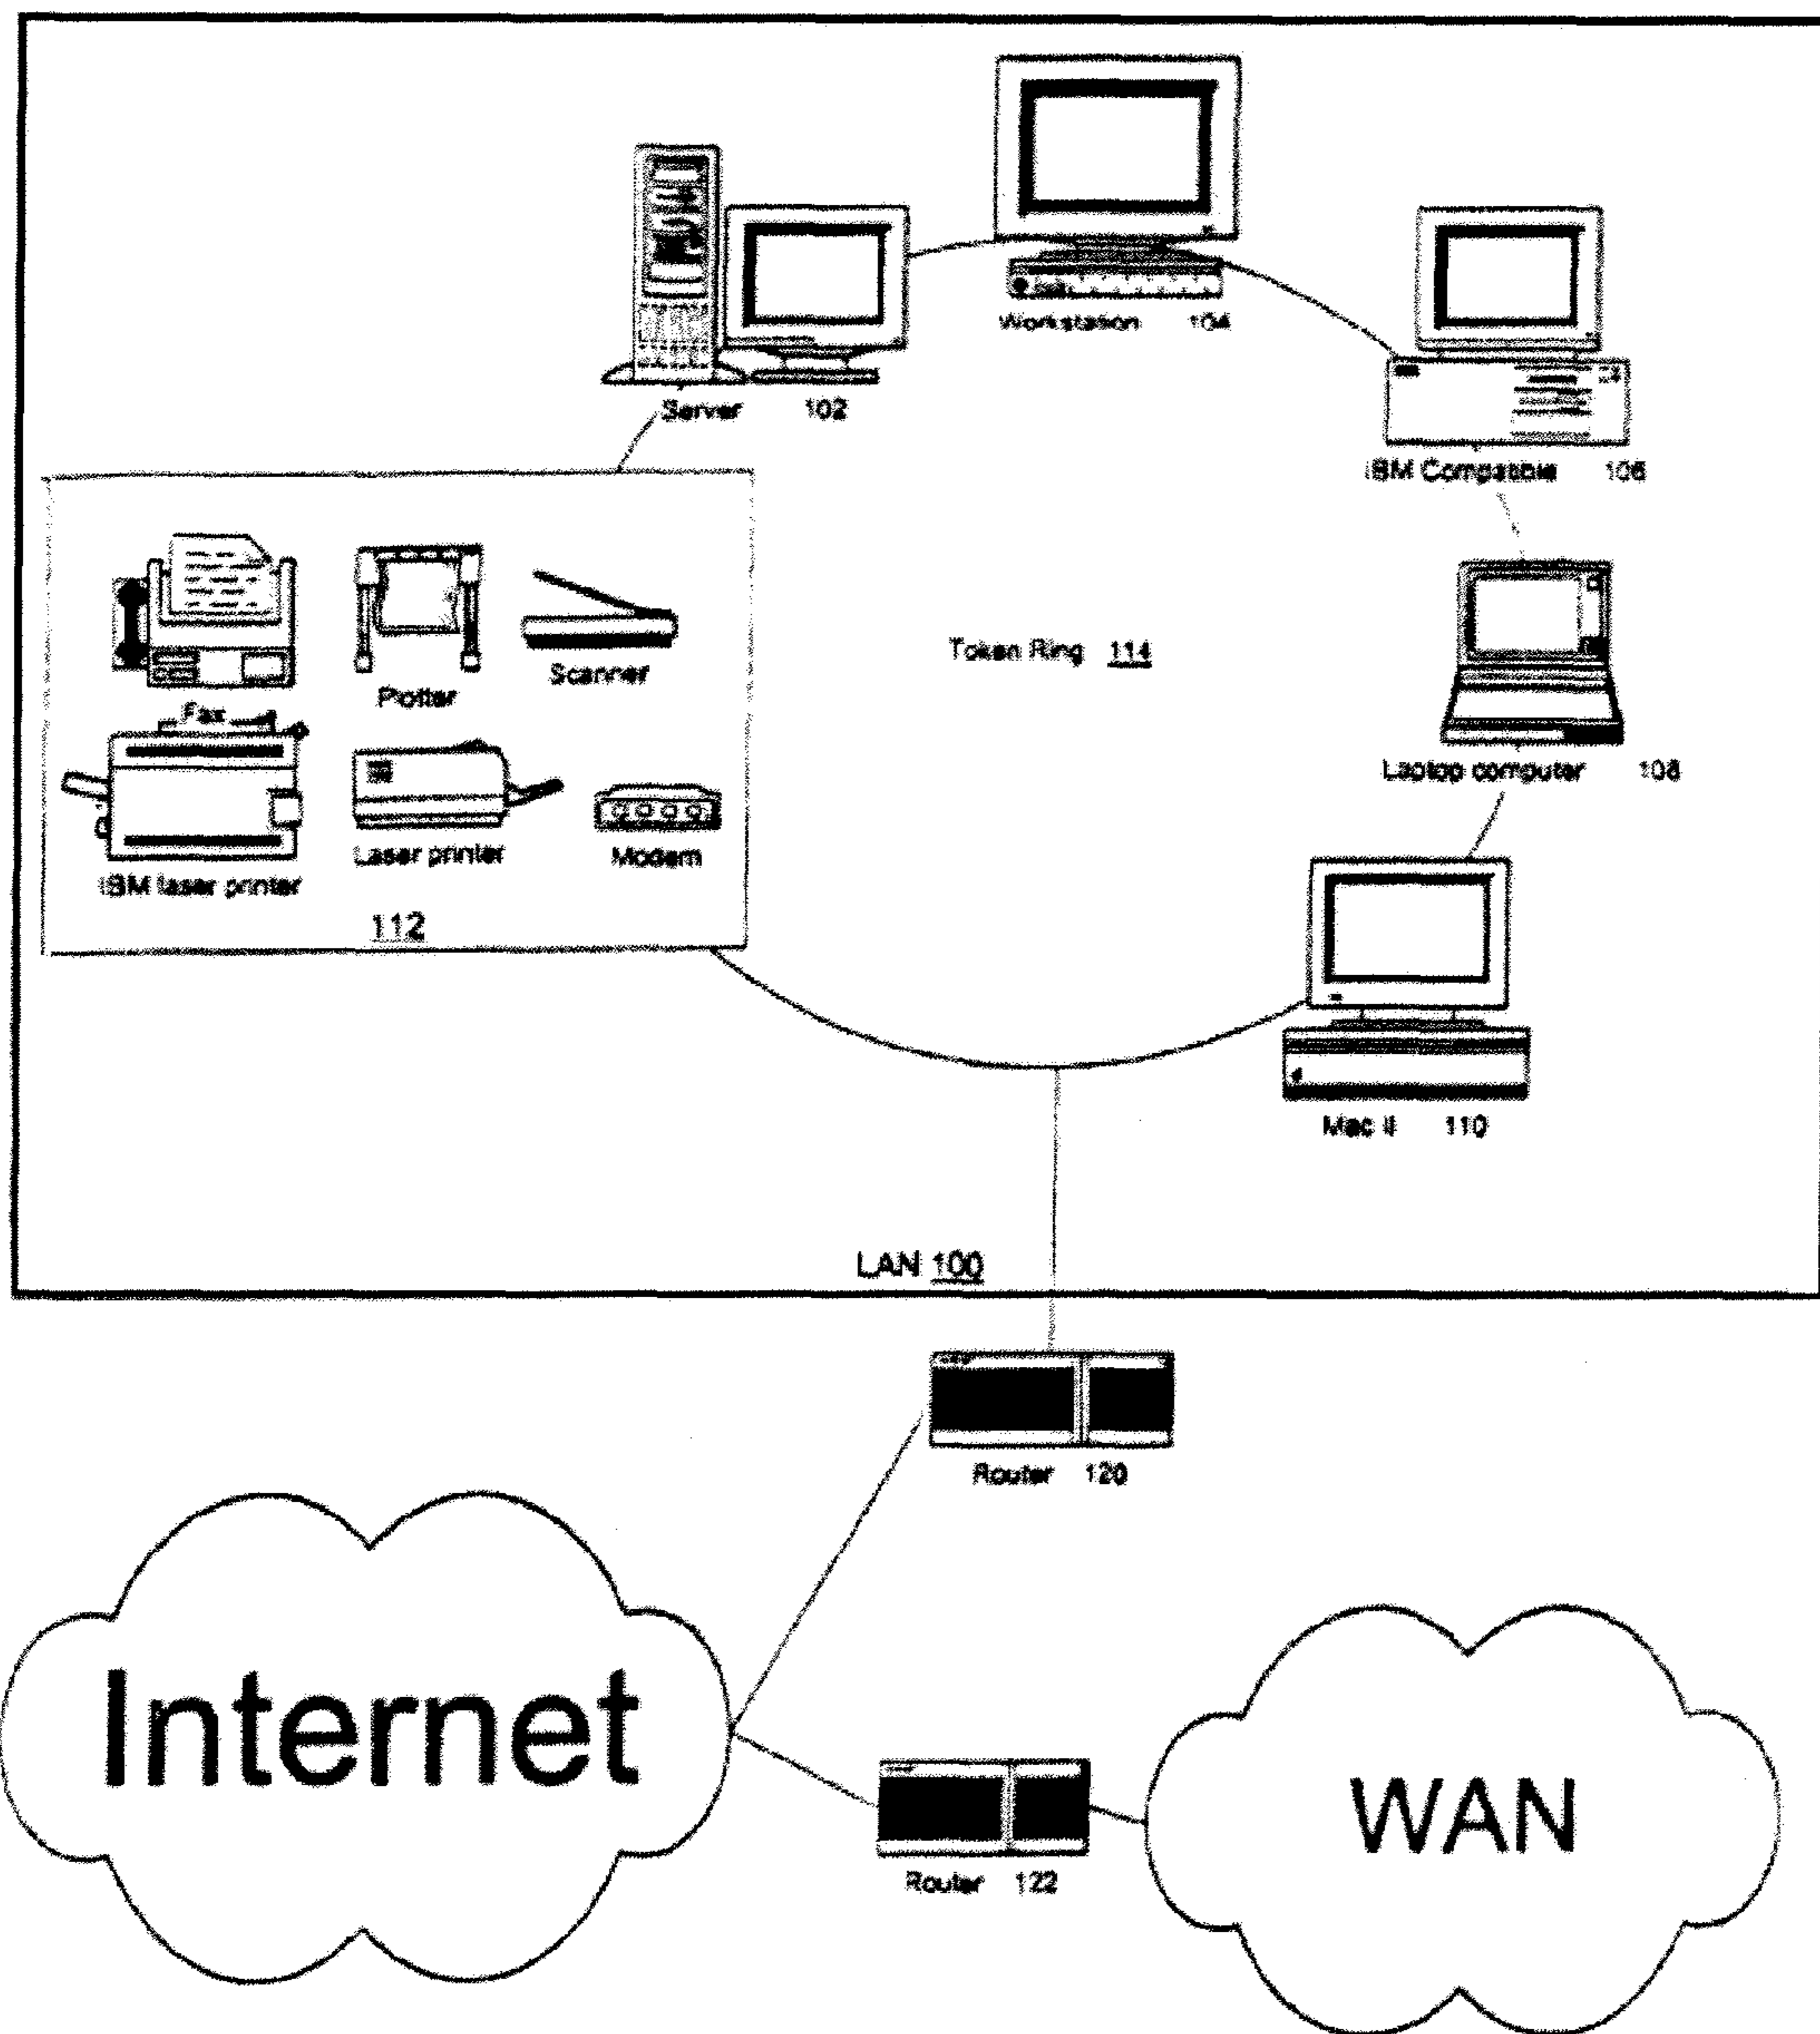 Workstation 104
Server 102
IBM Compatible 106
Fax
Plotter
Scanner
Token Ring 114
Laptop computer 108
IBM laser printer
Laser printer
Modem
112
Mac II 110
LAN 100
Router 120
Internet
Router 122
WAN